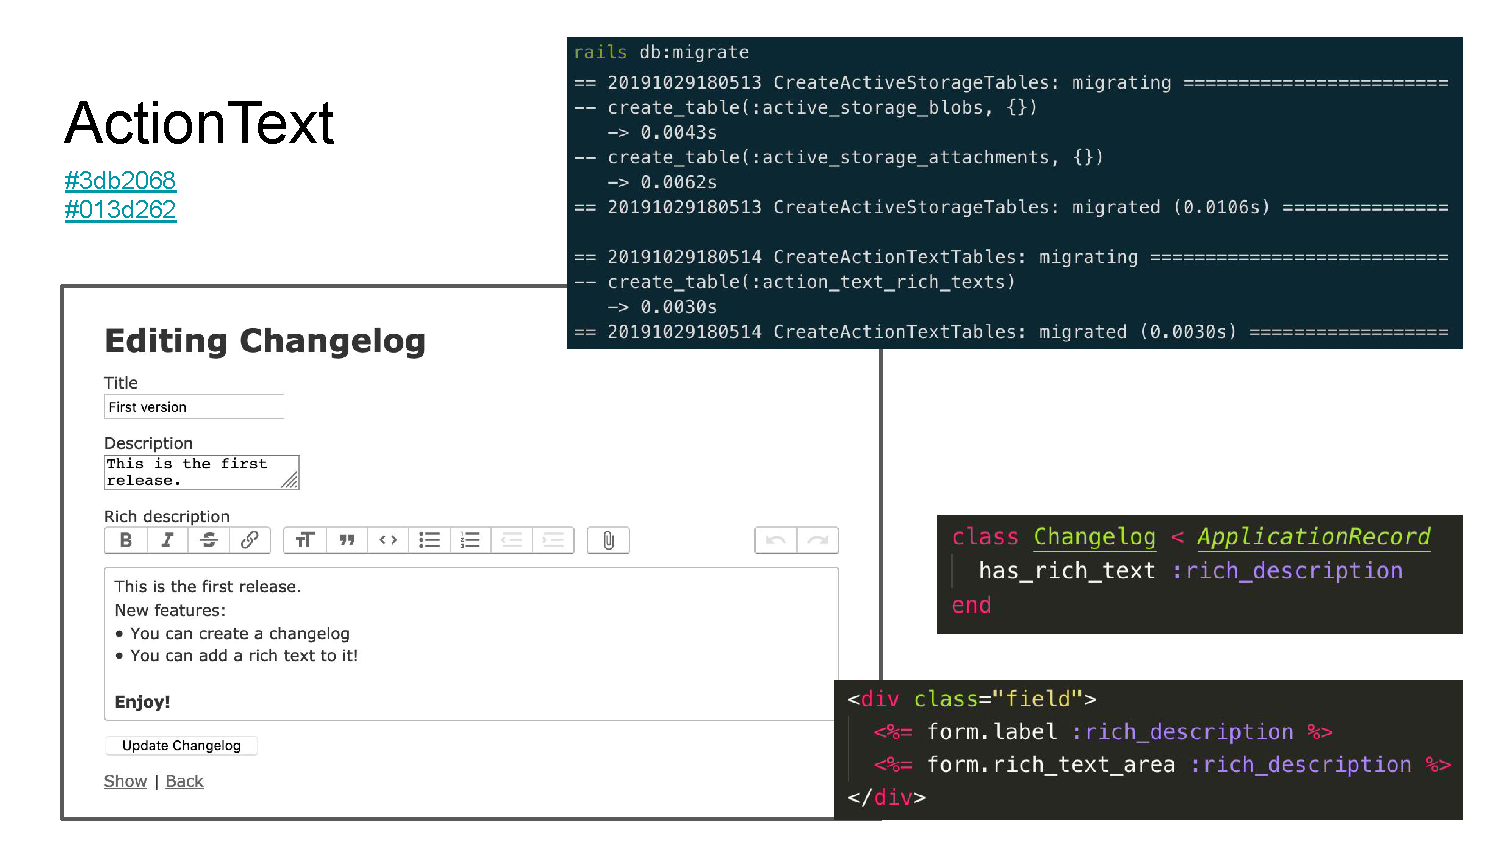 ActionText
#3db2068
#013d262
rails db:migrate
== 20191029180513 CreateActiveStorageTables: migrating ========================
-- create_table(:active_storage_blobs, {})
   -> 0.0043s
-- create_table(:active_storage_attachments, {})
   -> 0.0062s
== 20191029180513 CreateActiveStorageTables: migrated (0.0106s) ===============
== 20191029180514 CreateActionTextTables: migrating ===========================
-- create_table(:action_text_rich_texts)
   -> 0.0030s
== 20191029180514 CreateActionTextTables: migrated (0.0030s) ==================
Editing Changelog
Title
First version
Description
This is the first
release.
Rich description
B I S T T " <>
This is the first release.
New features:
• You can create a changelog
• You can add a rich text to it!
Enjoy!
Update Changelog
Show | Back
class Changelog < ApplicationRecord
  has_rich_text :rich_description
end
<div class="field">
  <%= form.label :rich_description %>
  <%= form.rich_text_area :rich_description %>
</div>